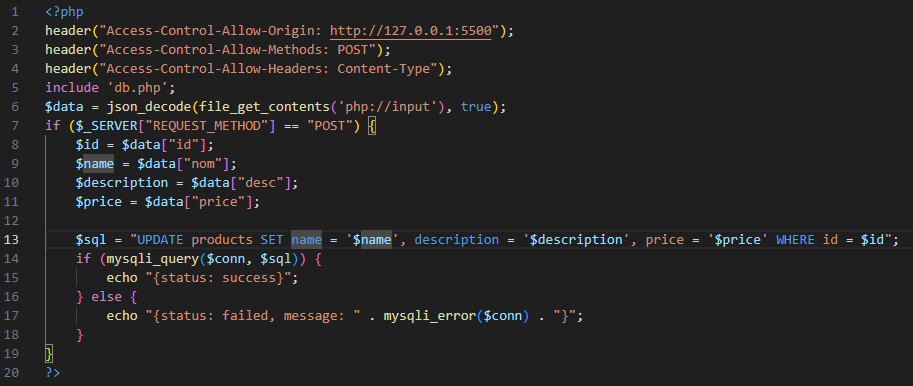 1 <?php
2 header("Access-Control-Allow-Origin: http://127.0.0.1:5500");
3 header("Access-Control-Allow-Methods: POST");
4 header("Access-Control-Allow-Headers: Content-Type");
5 include 'db.php';
6 $data = json_decode(file_get_contents('php://input'), true);
7 if ($_SERVER["REQUEST_METHOD"] == "POST") {
8     $id = $data["id"];
9     $name = $data["nom"];
10     $description = $data["desc"];
11     $price = $data["price"];
12
13     $sql = "UPDATE products SET name = '$name', description = '$description', price = '$price' WHERE id = $id";
14     if (mysqli_query($conn, $sql)) {
15         echo "{status: success}";
16     } else {
17         echo "{status: failed, message: " . mysqli_error($conn) . "}";
18     }
19 }
20 ?>